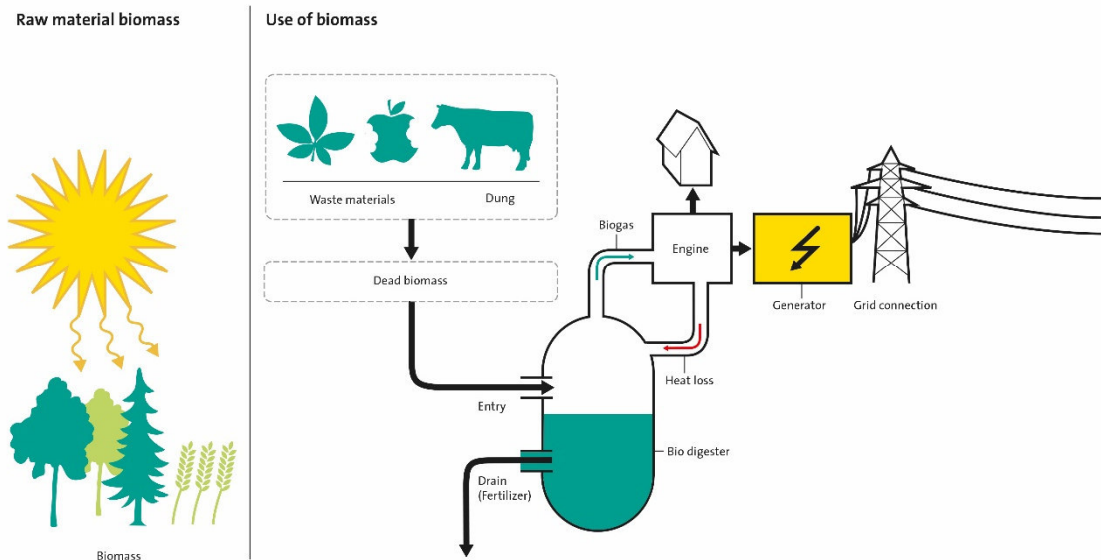 Raw material biomass
Use of biomass
Waste materials
Dung
Biogas
Engine
Dead biomass
Generator
Grid connection
Heat loss
Entry
Bio digester
Drain
(Fertilizer)
Biomass